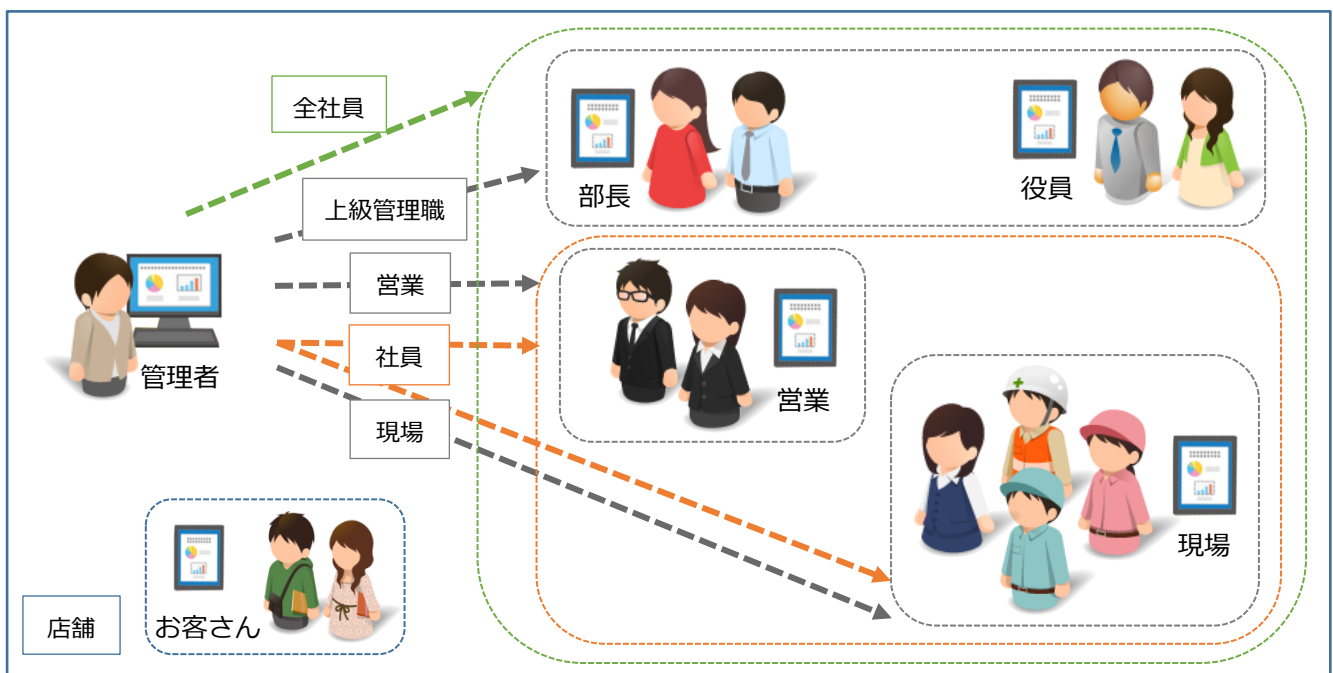 全社員
上級管理職
営業
社員
現場
管理者
部長
役員
営業
現場
お客さん
店舗